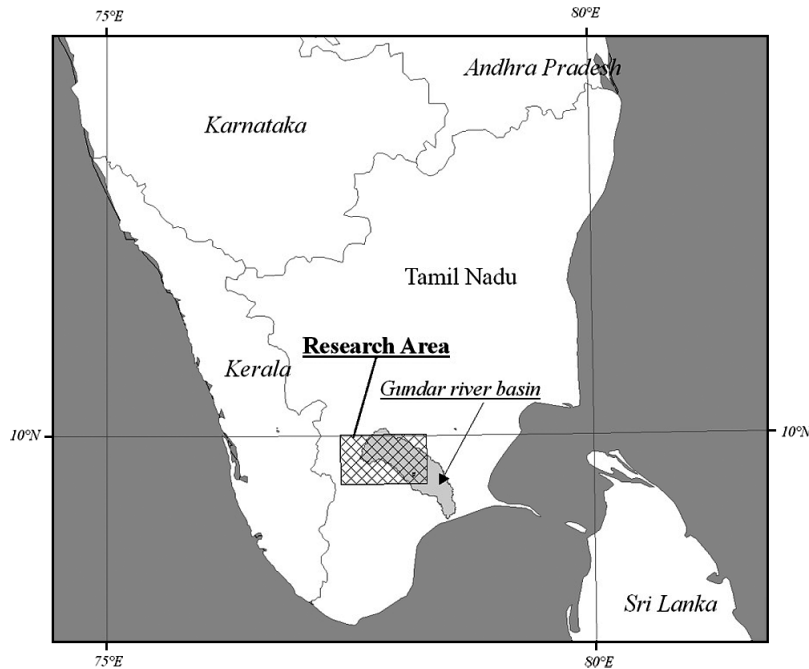 75°E
80°E
Andhra Pradesh
Karnataka
Tamil Nadu
Research Area
Kerala
Gundar river basin
10°N
10°N
Sri Lanka
75°E
80°E